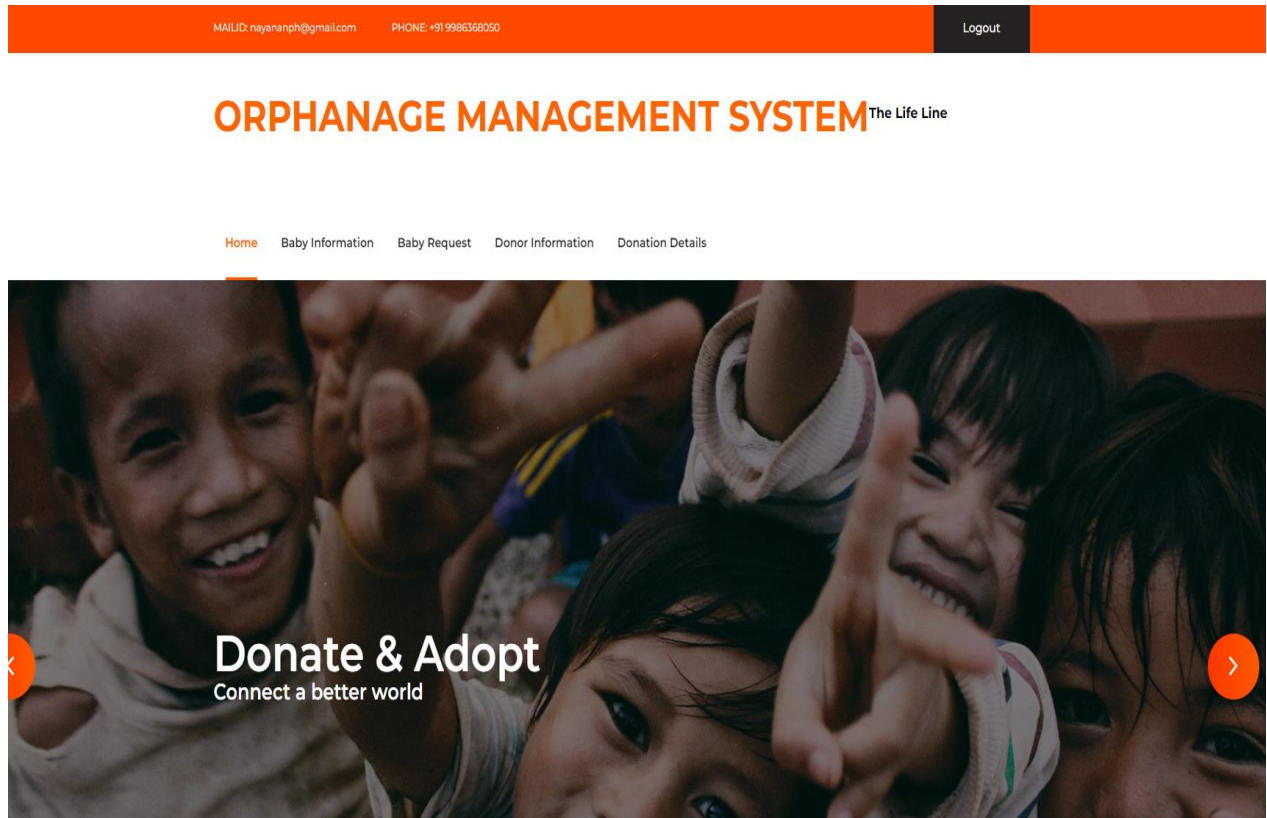 MAILID: nayananph@gmail.com PHONE: +91 9986368050 Logout
ORPHANAGE MANAGEMENT SYSTEM The Life Line
Home Baby Information Baby Request Donor Information Donation Details
Donate & Adopt
Connect a better world